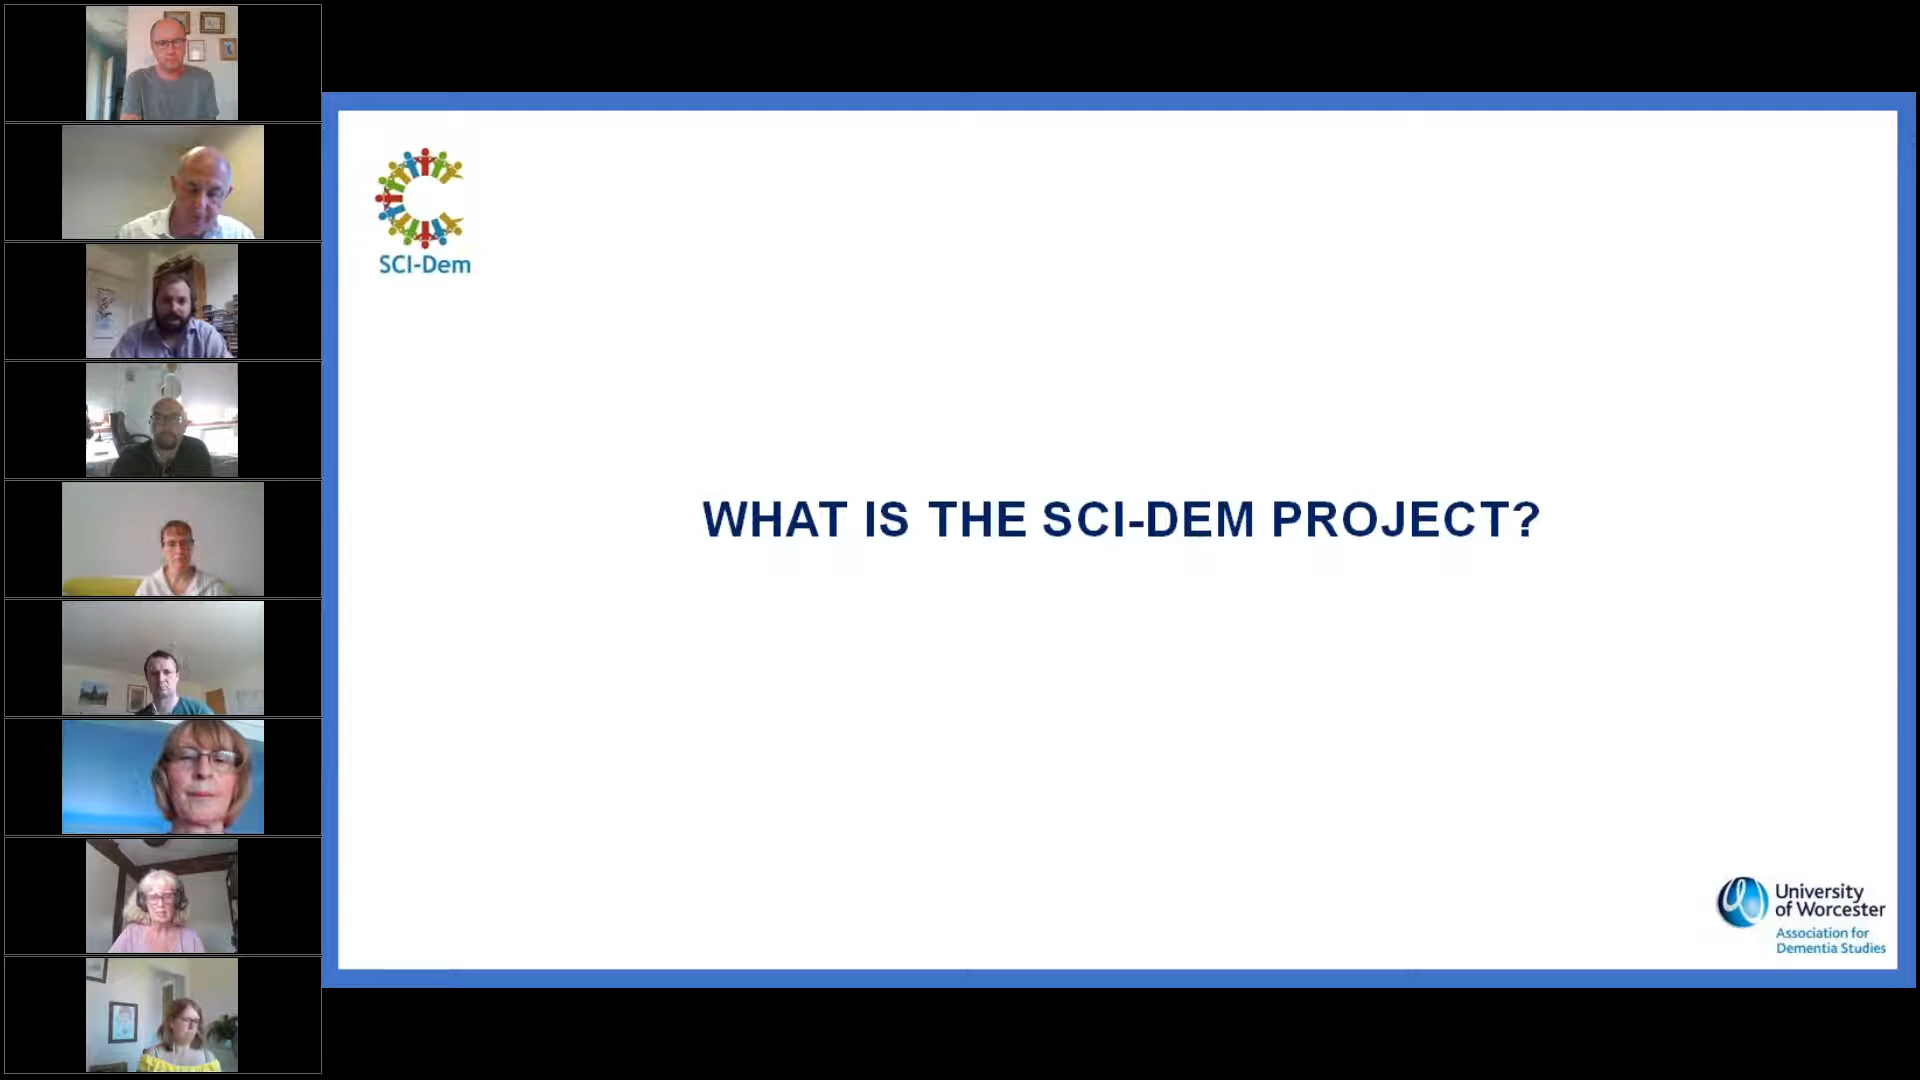 SCI-Dem
WHAT IS THE SCI-DEM PROJECT?
University
of Worcester
Association for
Dementia Studies